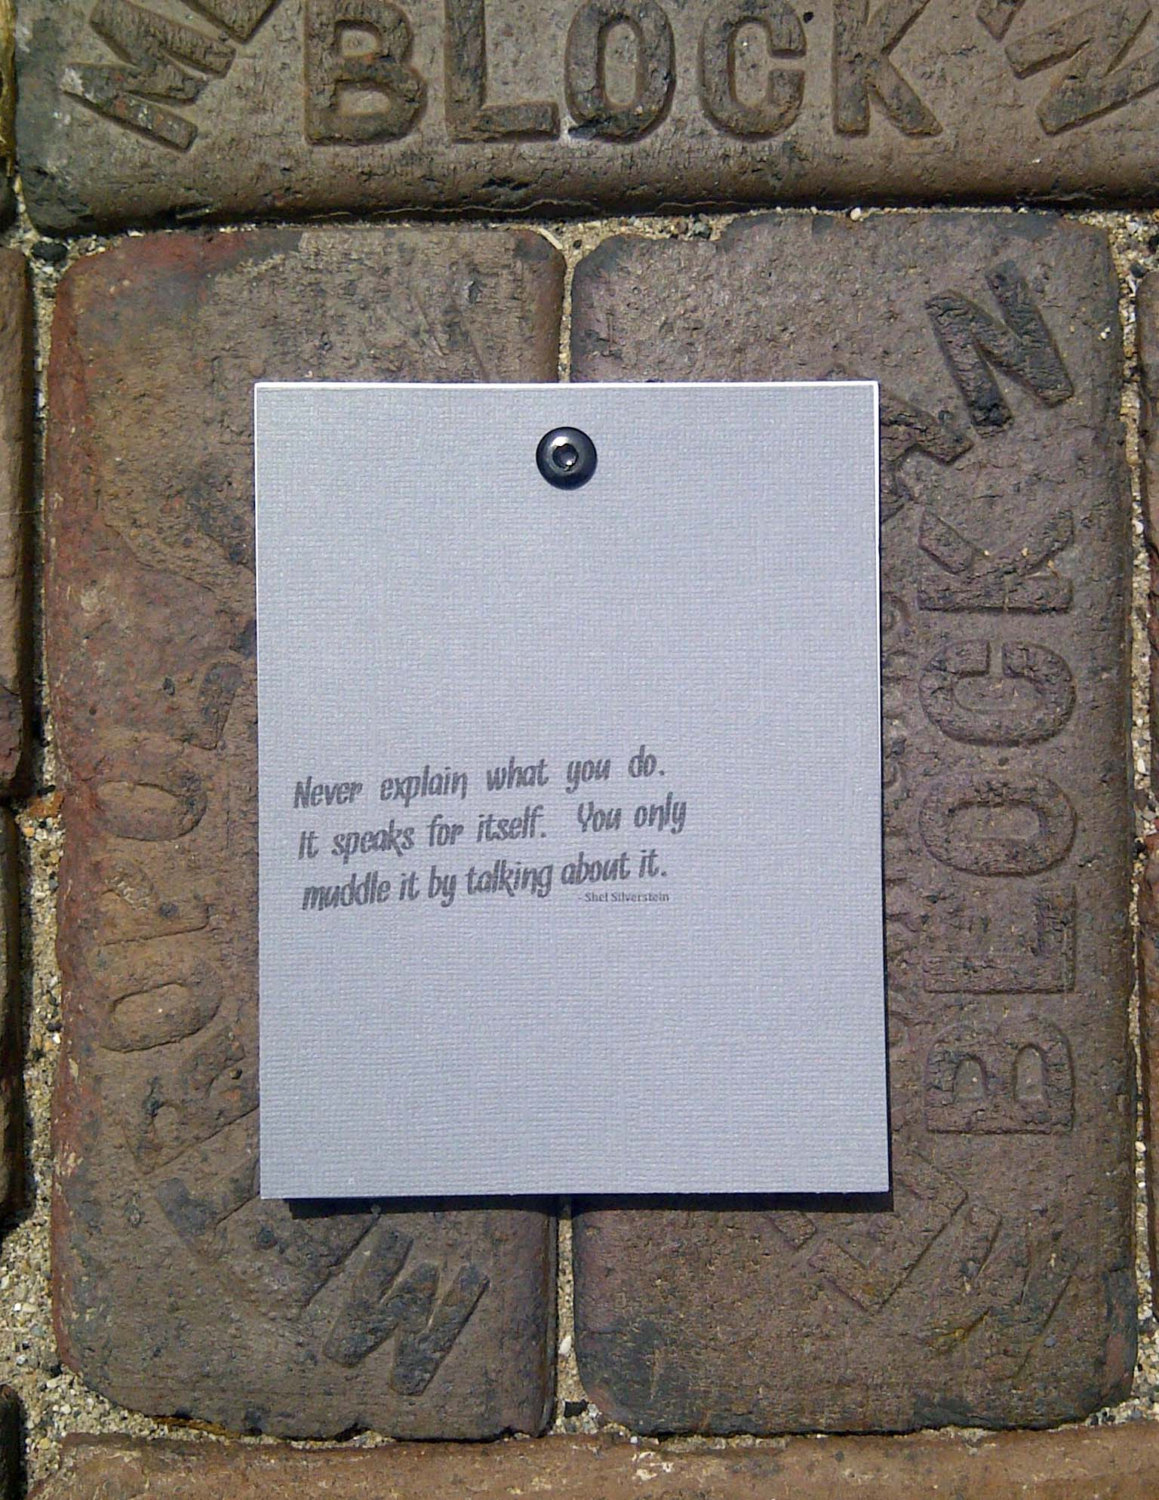 BLOCK
Never explain what you do.
It speaks for itself. You only
muddle it by talking about it.
-Shel Silverstein
BLOCK